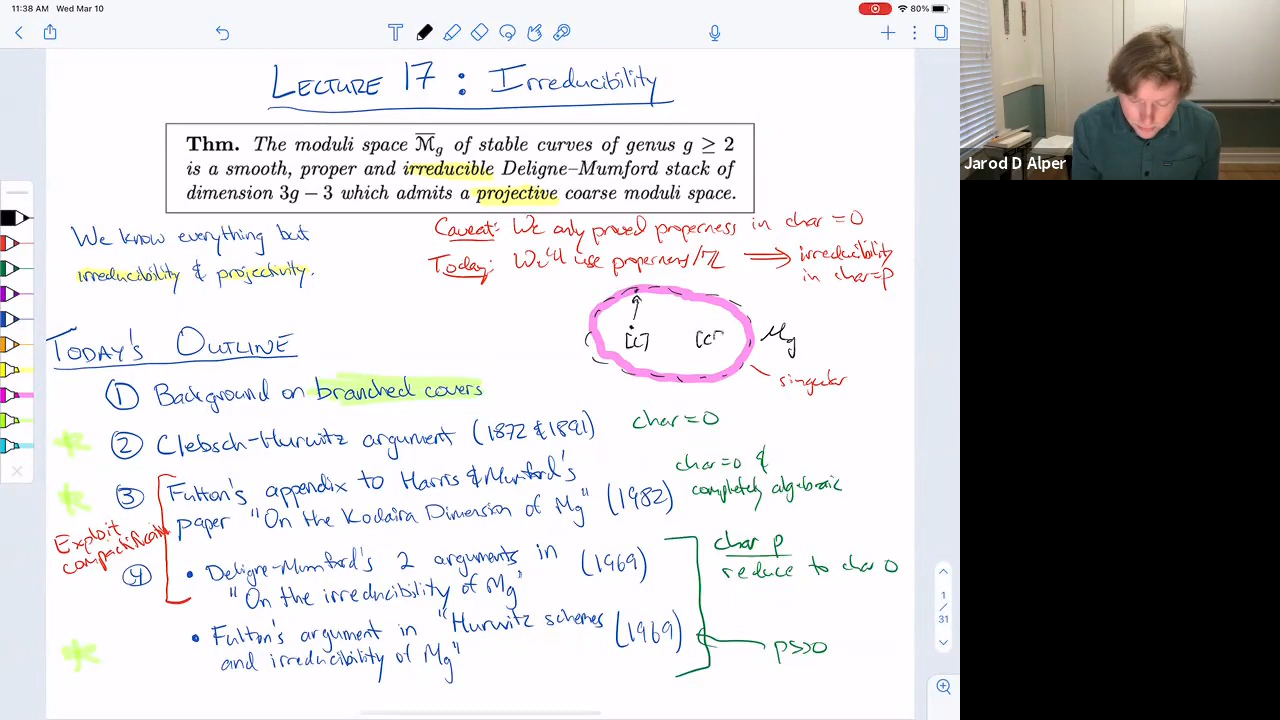 11:38 AM Wed Mar 10
80%
LECTURE 17 : Irreducibility
Thm. The moduli space M̅g of stable curves of genus g ≥ 2
is a smooth, proper and irreducible Deligne–Mumford stack of
dimension 3g − 3 which admits a projective coarse moduli space.
We know everything but
irreducibility & projectivity.
Caveat: We only proved properness in char = 0
Today: We'll use properness/ℤ ⟹ irreducibility
in char=p
[C] [C']
Mg
singular
TODAY'S OUTLINE
① Background on branched covers
② Clebsch-Hurwitz argument (1872 & 1891)
char = 0
③ Fulton's appendix to Harris & Mumford's
paper "On the Kodaira Dimension of Mg" (1982)
char=0 &
completely algebraic
Exploit
compactification
④ • Deligne-Mumford's 2 arguments in (1969)
"On the irreducibility of Mg"
char p
reduce to char 0
• Fulton's argument in "Hurwitz schemes (1969)
and irreducibility of Mg"
p>>0
1
/
31
Jarod D Alper